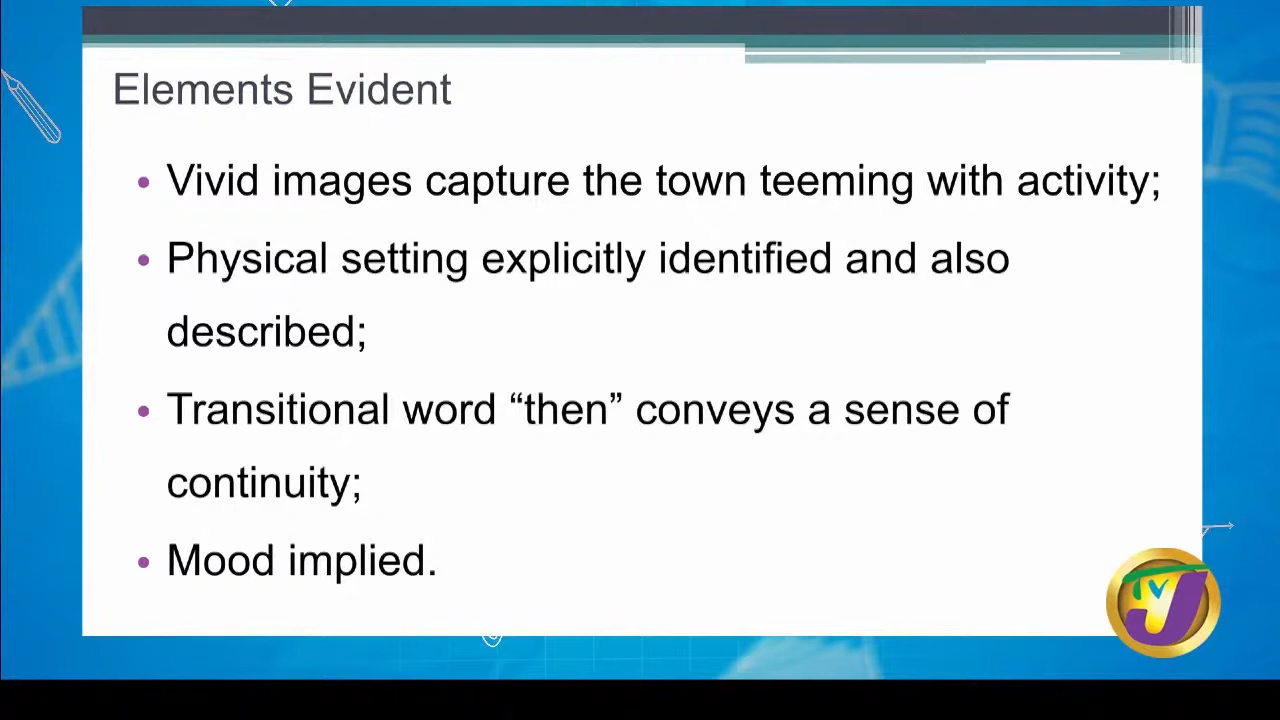 Elements Evident
• Vivid images capture the town teeming with activity;
• Physical setting explicitly identified and also
described;
• Transitional word “then” conveys a sense of
continuity;
• Mood implied.
TVJ